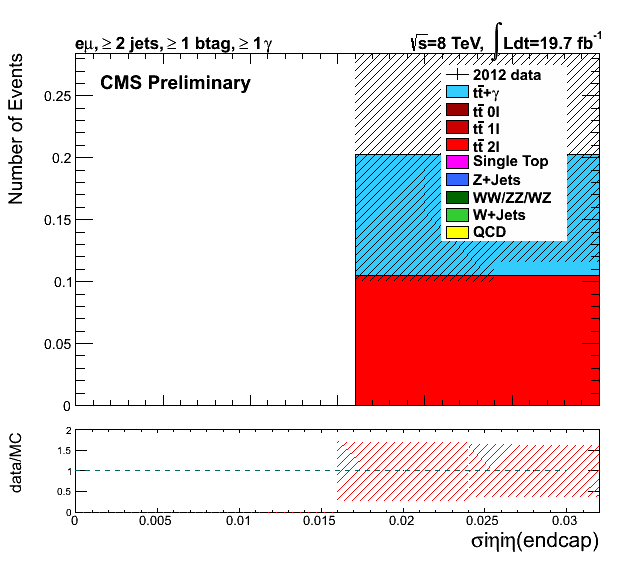 eμ, ≥ 2 jets, ≥ 1 btag, ≥ 1 γ
√s=8 TeV, ∫Ldt=19.7 fb⁻¹
CMS Preliminary
2012 data
tt̄+γ
tt̄ 0l
tt̄ 1l
tt̄ 2l
Single Top
Z+Jets
WW/ZZ/WZ
W+Jets
QCD
Number of Events
0.25
0.2
0.15
0.1
0.05
0
data/MC
2
1.5
1
0.5
0
0 0.005 0.01 0.015 0.02 0.025 0.03
σiηiη(endcap)